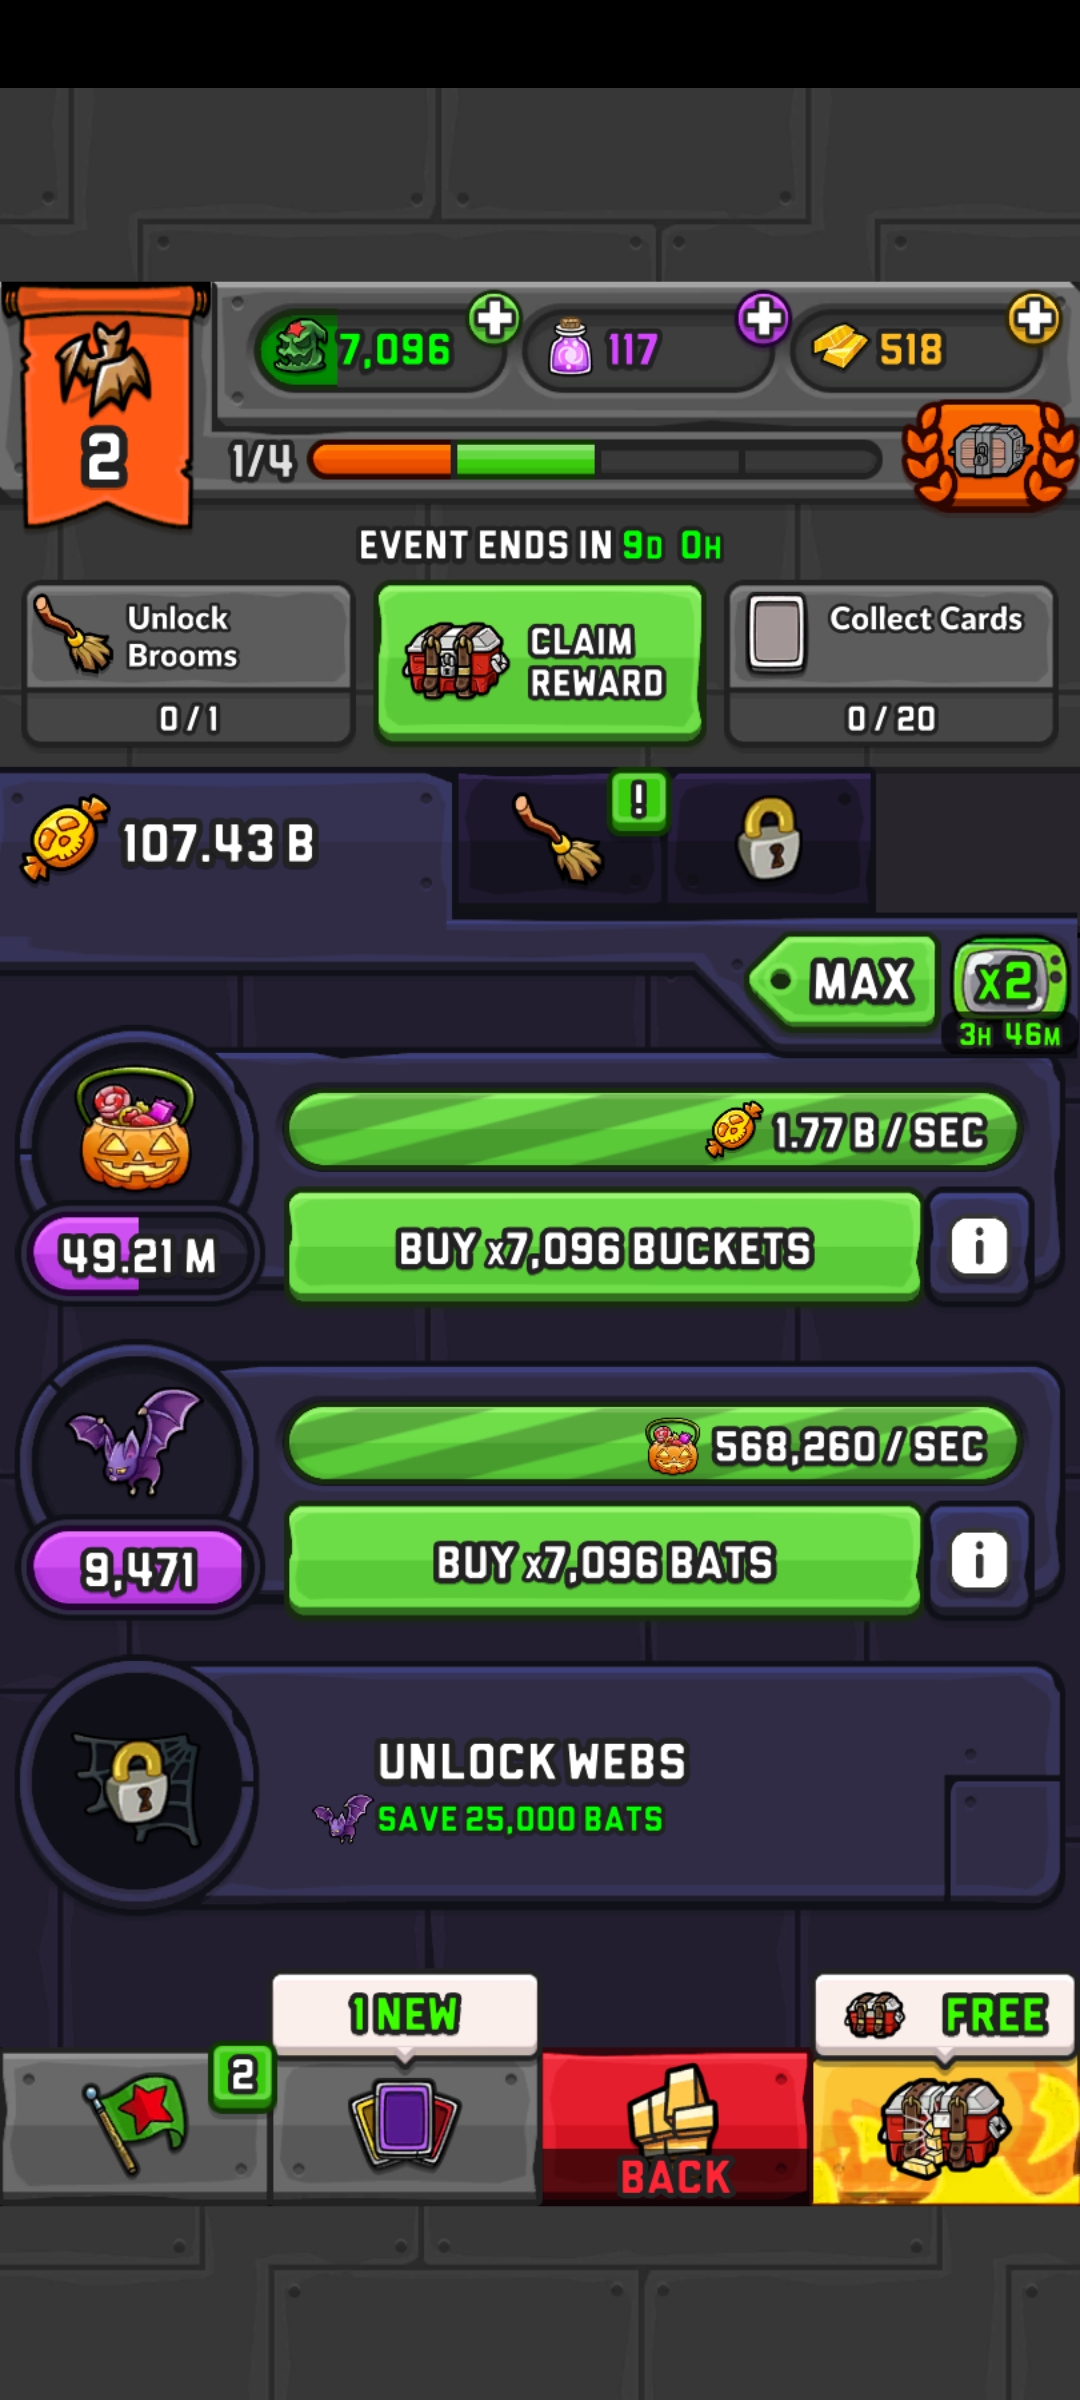 7,096
117
518
2
1/4
EVENT ENDS IN 9D 0H
Unlock
Brooms
0 / 1
CLAIM
REWARD
Collect Cards
0 / 20
107.43 B
!
MAX
x2
3H 46M
1.77 B / SEC
49.21 M
BUY x7,096 BUCKETS
i
568,260 / SEC
9,471
BUY x7,096 BATS
i
UNLOCK WEBS
SAVE 25,000 BATS
1 NEW
FREE
2
BACK